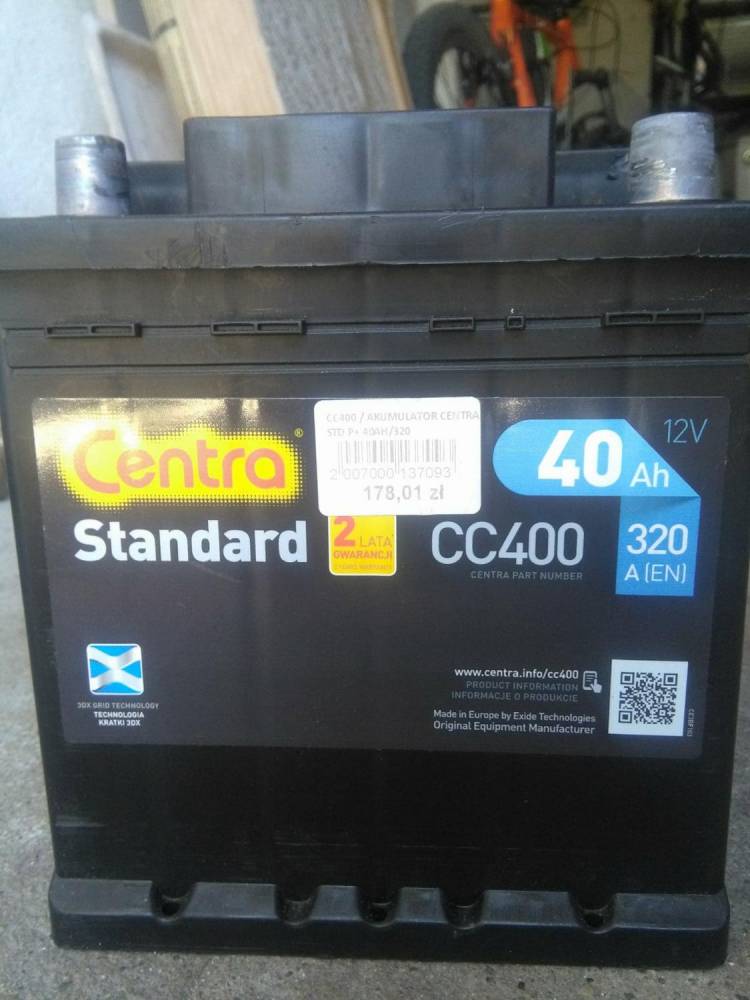 CC400 / AKUMULATOR CENTRA
STD P+ 40AH/320
2 007000 137093
178,01 zł
Centra®
Standard
2 LATA
GWARANCJI
CC400
CENTRA PART NUMBER
12V
40 Ah
320
A (EN)
3DX GRID TECHNOLOGY
TECHNOLOGIA
KRATKI 3DX
www.centra.info/cc400
PRODUCT INFORMATION
INFORMACJE O PRODUKCIE
Made in Europe by Exide Technologies
Original Equipment Manufacturer